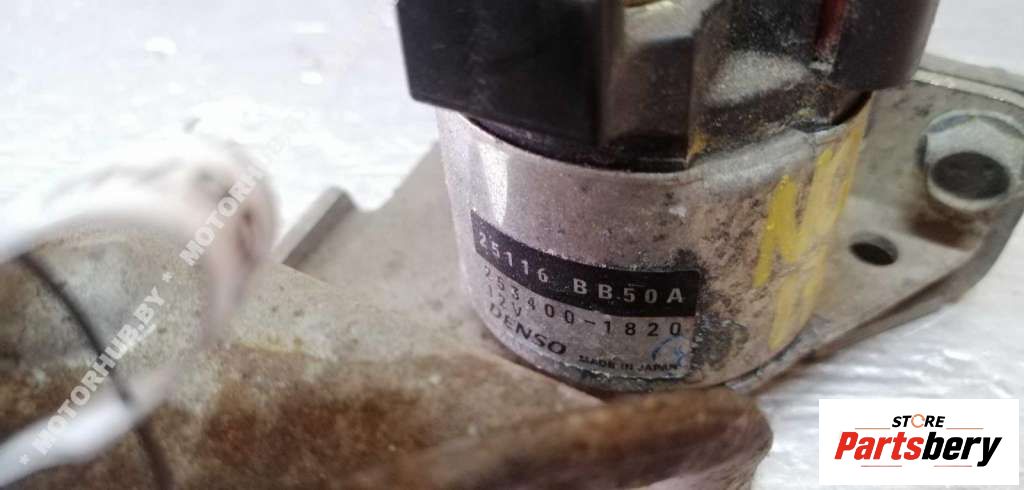 25116 BB50A
253400-1820
12V
DENSO
MADE IN JAPAN
* MOTORHUB.BY * MOTORHUB
STORE
Partsbery